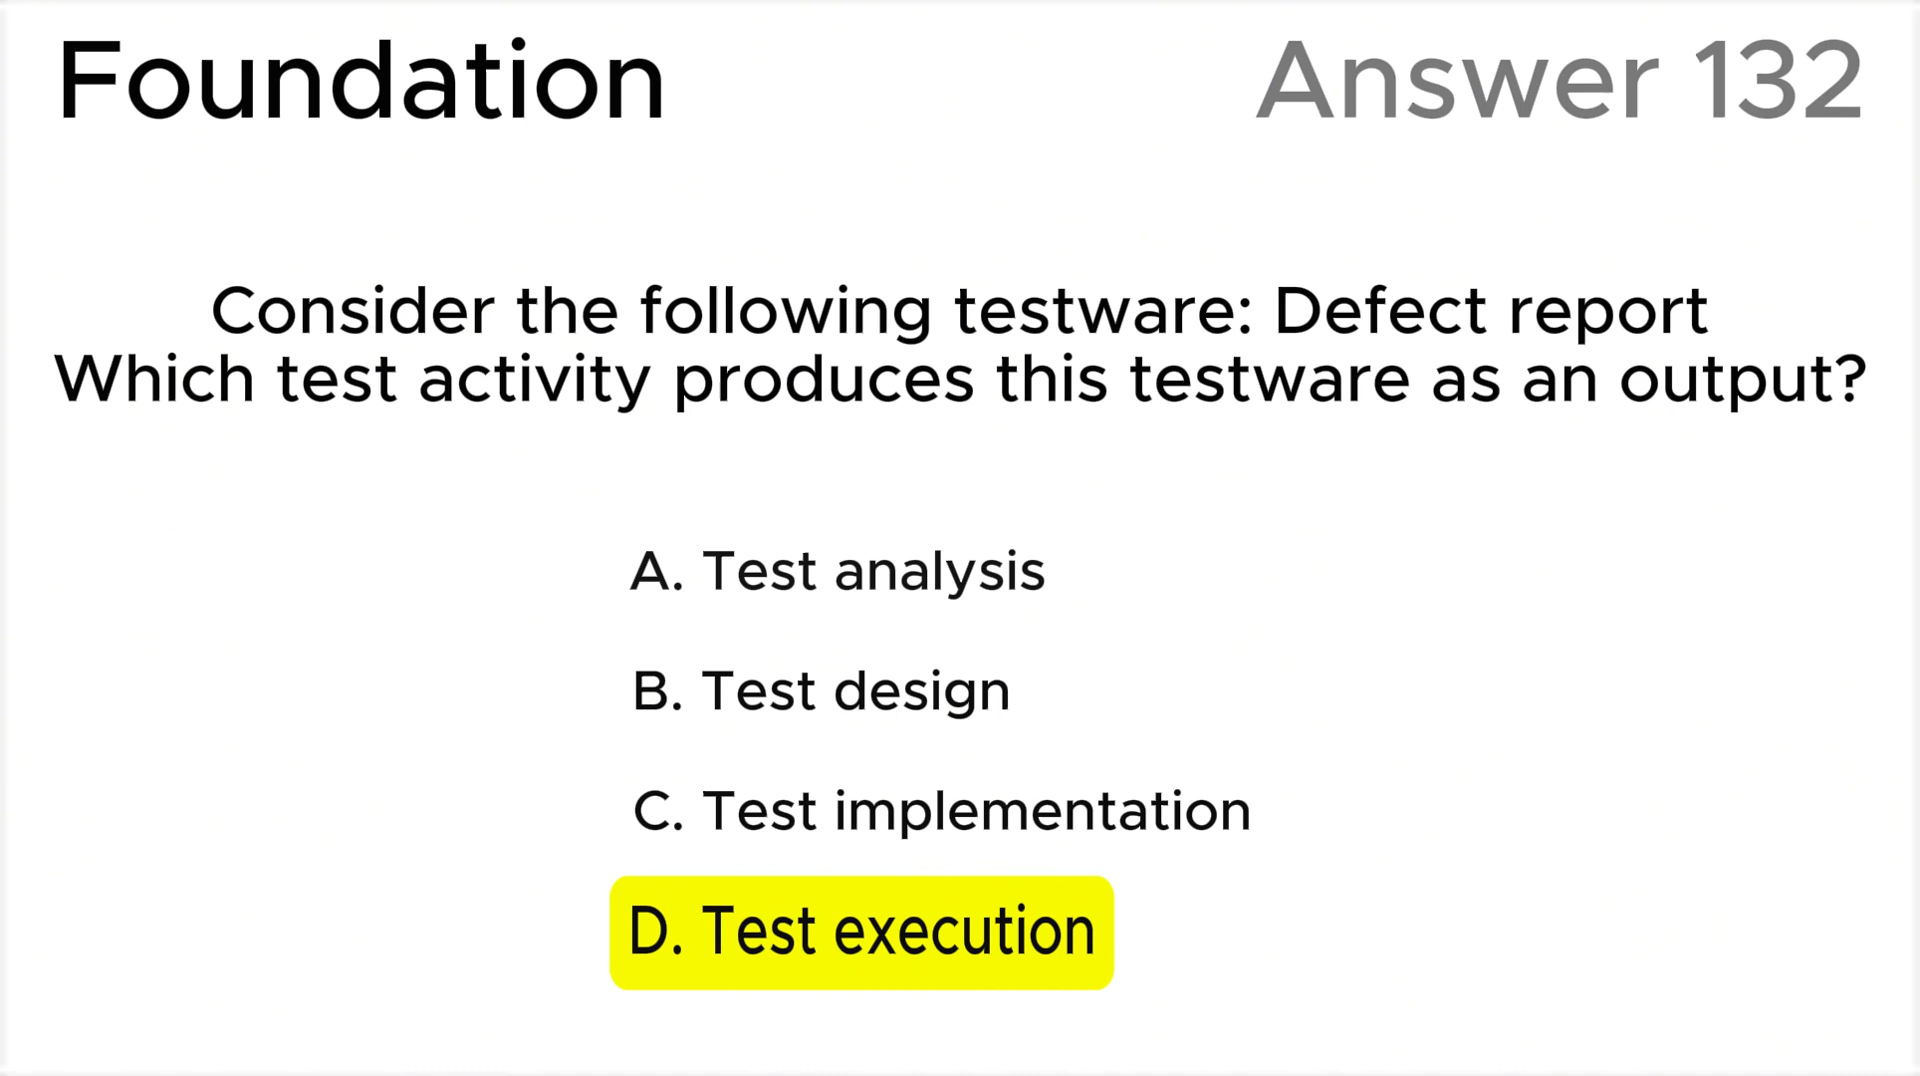 Foundation
Answer 132
Consider the following testware: Defect report
Which test activity produces this testware as an output?
A. Test analysis
B. Test design
C. Test implementation
D. Test execution